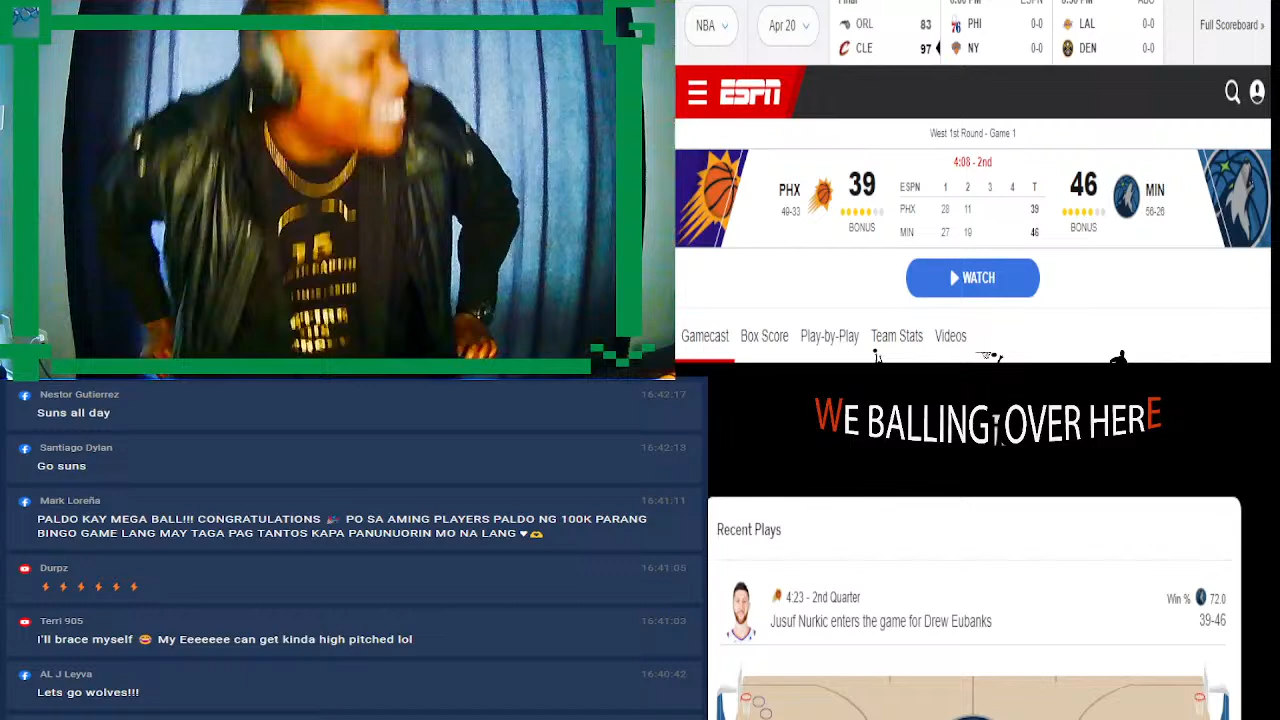 NBA
Apr 20
ORL 83
CLE 97
PHI 0-0
NY 0-0
LAL 0-0
DEN 0-0
Full Scoreboard »
ESPN
West 1st Round - Game 1
4:08 - 2nd
PHX 39
49-33
BONUS
ESPN 1 2 3 4 T
PHX 28 11 39
MIN 27 19 46
46 MIN
56-26
BONUS
WATCH
Gamecast Box Score Play-by-Play Team Stats Videos
Nestor Gutierrez 16:42:17
Suns all day
Santiago Dylan 16:42:13
Go suns
Mark Loreña 16:41:11
PALDO KAY MEGA BALL!!! CONGRATULATIONS 🎉 PO SA AMING PLAYERS PALDO NG 100K PARANG
BINGO GAME LANG MAY TAGA PAG TANTOS KAPA PANUNUORIN MO NA LANG ♥️🫶
Durpz 16:41:05
⚡ ⚡ ⚡ ⚡ ⚡ ⚡
Terri 905 16:41:03
I'll brace myself 😂 My Eeeeeee can get kinda high pitched lol
AL J Leyva 16:40:42
Lets go wolves!!!
WE BALLING OVER HERE
Recent Plays
4:23 - 2nd Quarter
Jusuf Nurkic enters the game for Drew Eubanks
Win % 72.0
39-46